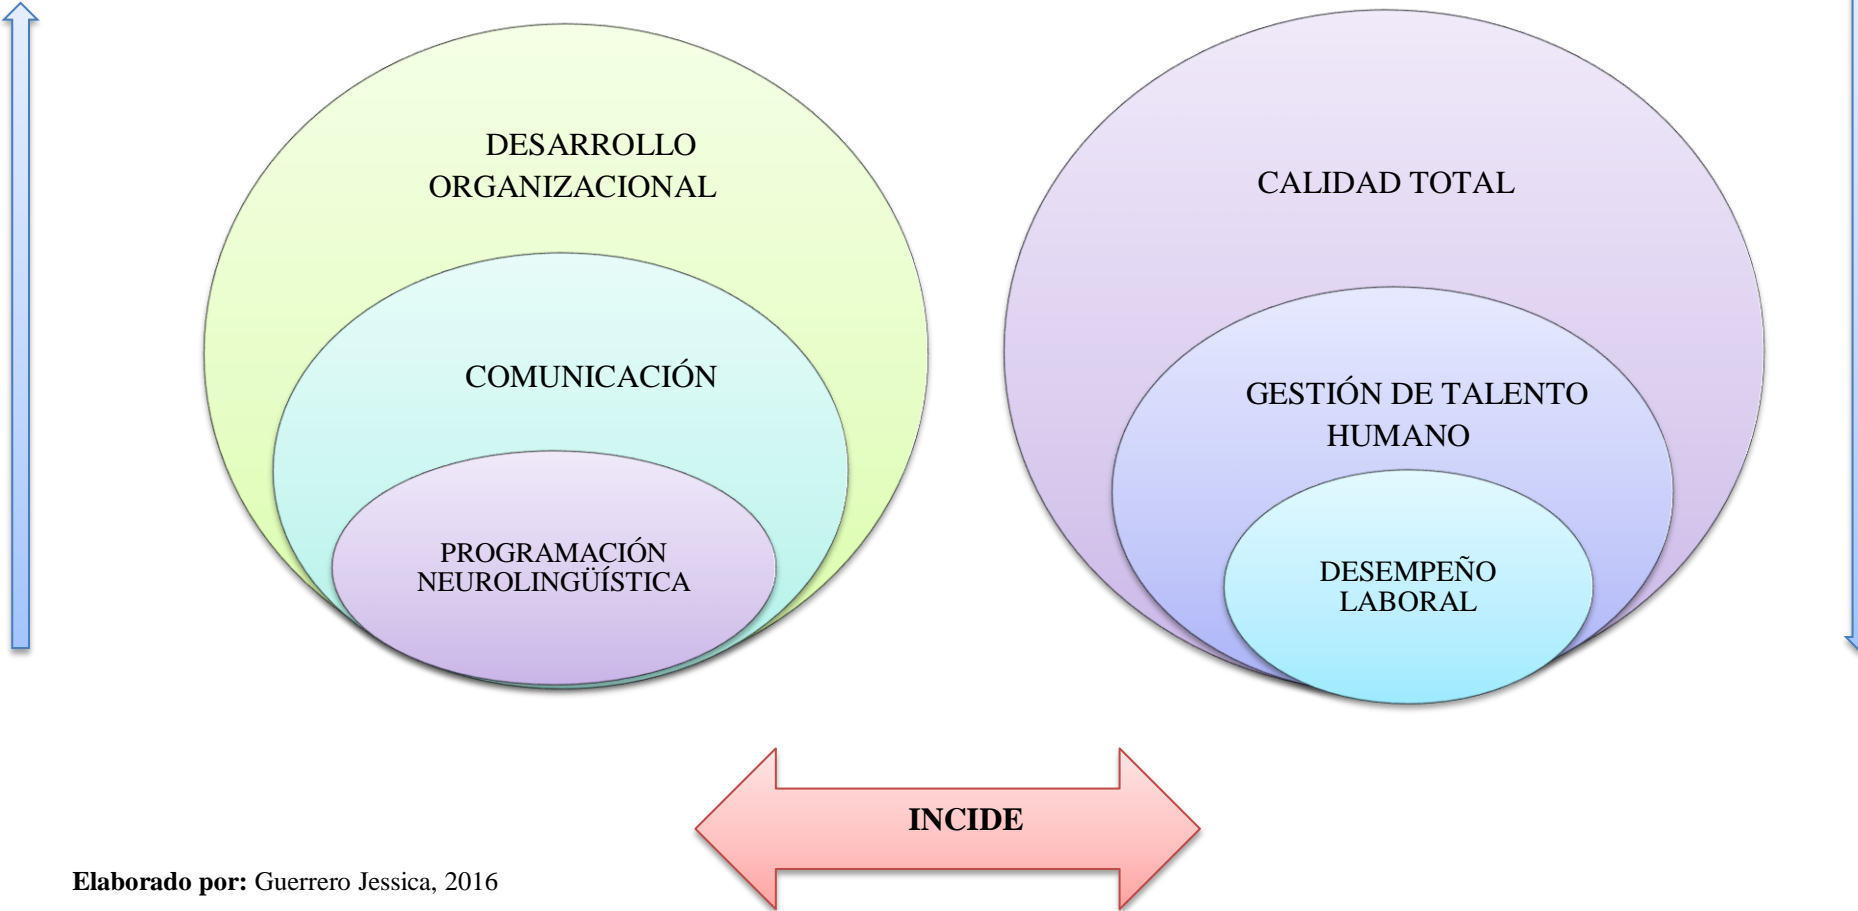 DESARROLLO
ORGANIZACIONAL
COMUNICACIÓN
PROGRAMACIÓN
NEUROLINGÜÍSTICA
CALIDAD TOTAL
GESTIÓN DE TALENTO
HUMANO
DESEMPEÑO
LABORAL
INCIDE
Elaborado por: Guerrero Jessica, 2016